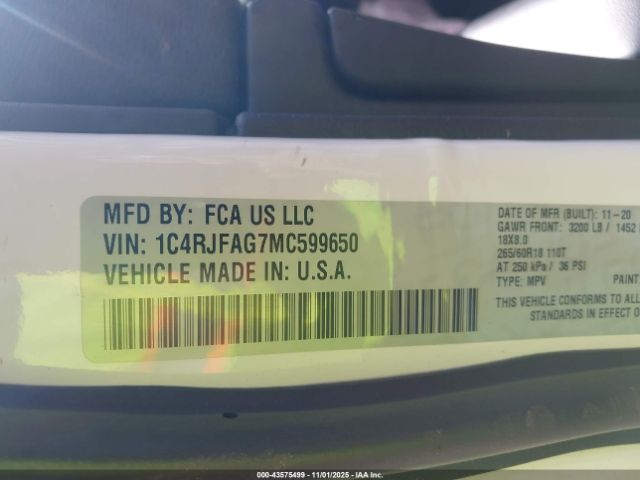 MFD BY: FCA US LLC
VIN: 1C4RJFAG7MC599650
VEHICLE MADE IN: U.S.A.
DATE OF MFR (BUILT): 11-20
GAWR FRONT: 3200 LB / 1452
18X8.0
265/60R18 110T
AT 250 kPa / 36 PSI
TYPE: MPV PAINT:
THIS VEHICLE CONFORMS TO ALL
STANDARDS IN EFFECT O
000-43575499 - 11/01/2025 - IAA Inc.